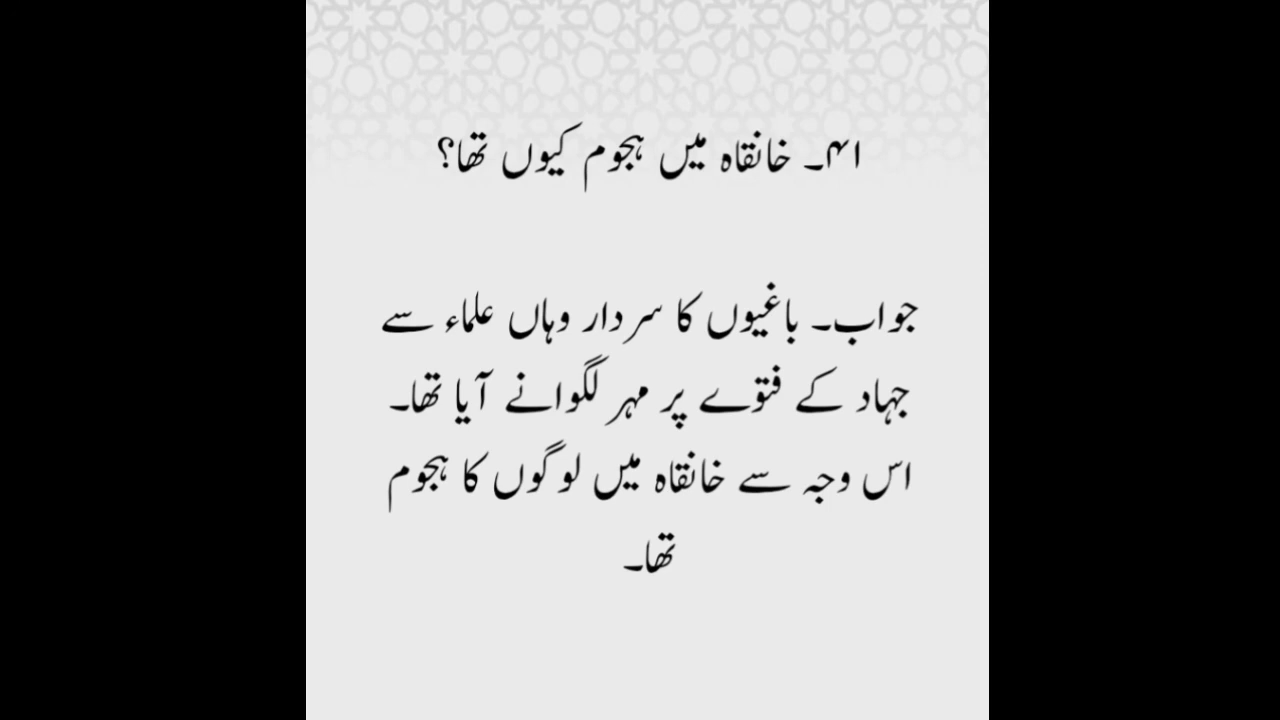 ۴۱۔ خانقاہ میں ہجوم کیوں تھا؟
جواب۔ باغیوں کا سردار وہاں علماء سے
جہاد کے فتوے پر مہر لگوانے آیا تھا۔
اس وجہ سے خانقاہ میں لوگوں کا ہجوم
تھا۔